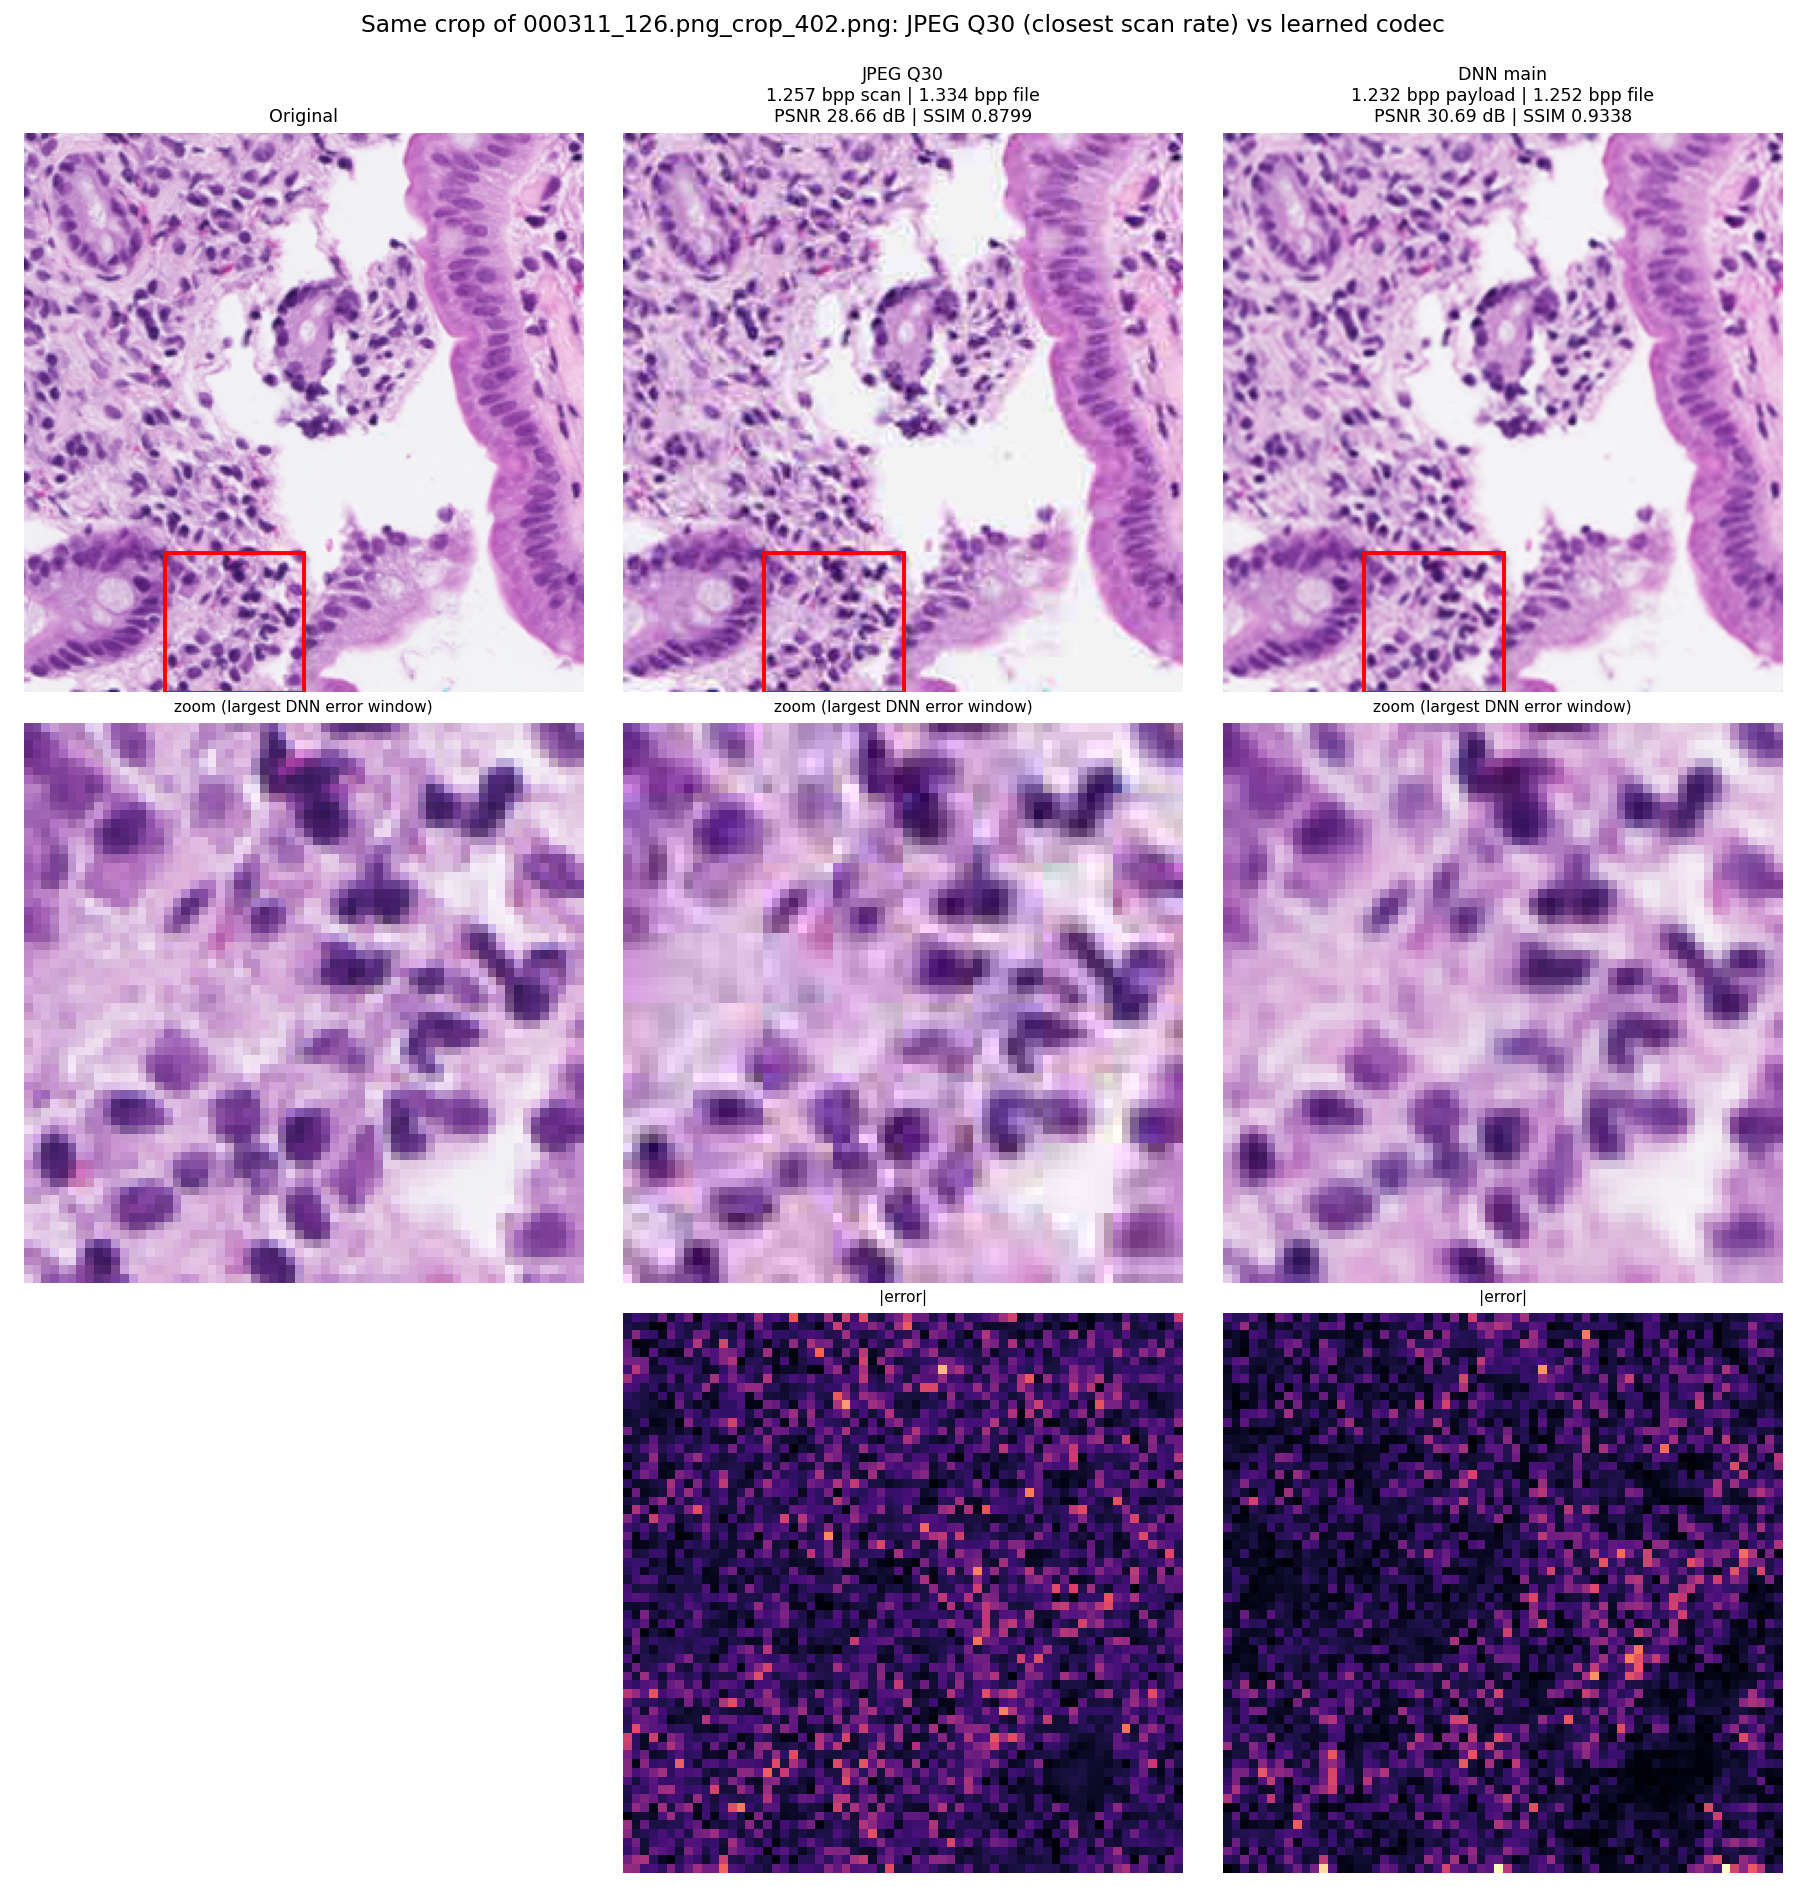 Same crop of 000311_126.png_crop_402.png: JPEG Q30 (closest scan rate) vs learned codec
Original
JPEG Q30
1.257 bpp scan | 1.334 bpp file
PSNR 28.66 dB | SSIM 0.8799
DNN main
1.232 bpp payload | 1.252 bpp file
PSNR 30.69 dB | SSIM 0.9338
zoom (largest DNN error window)
zoom (largest DNN error window)
zoom (largest DNN error window)
|error|
|error|